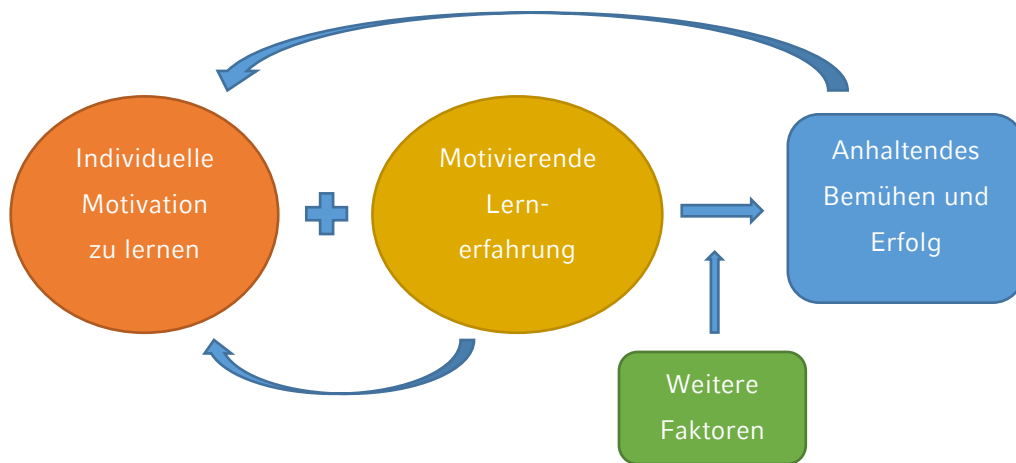 Individuelle
Motivation
zu lernen
Motivierende
Lern-
erfahrung
Anhaltendes
Bemühen und
Erfolg
Weitere
Faktoren